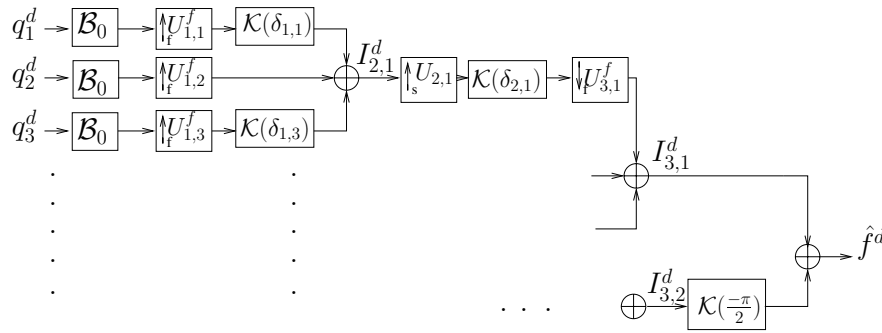 q_1^d B_0 ↑_f U_{1,1}^f K(δ_{1,1})
q_2^d B_0 ↑_f U_{1,2}^f I_{2,1}^d ↑_s U_{2,1} K(δ_{2,1}) ↓_f U_{3,1}^f
q_3^d B_0 ↑_f U_{1,3}^f K(δ_{1,3})
I_{3,1}^d
f̂^d
. . . I_{3,2}^d K(\frac{-π}{2})